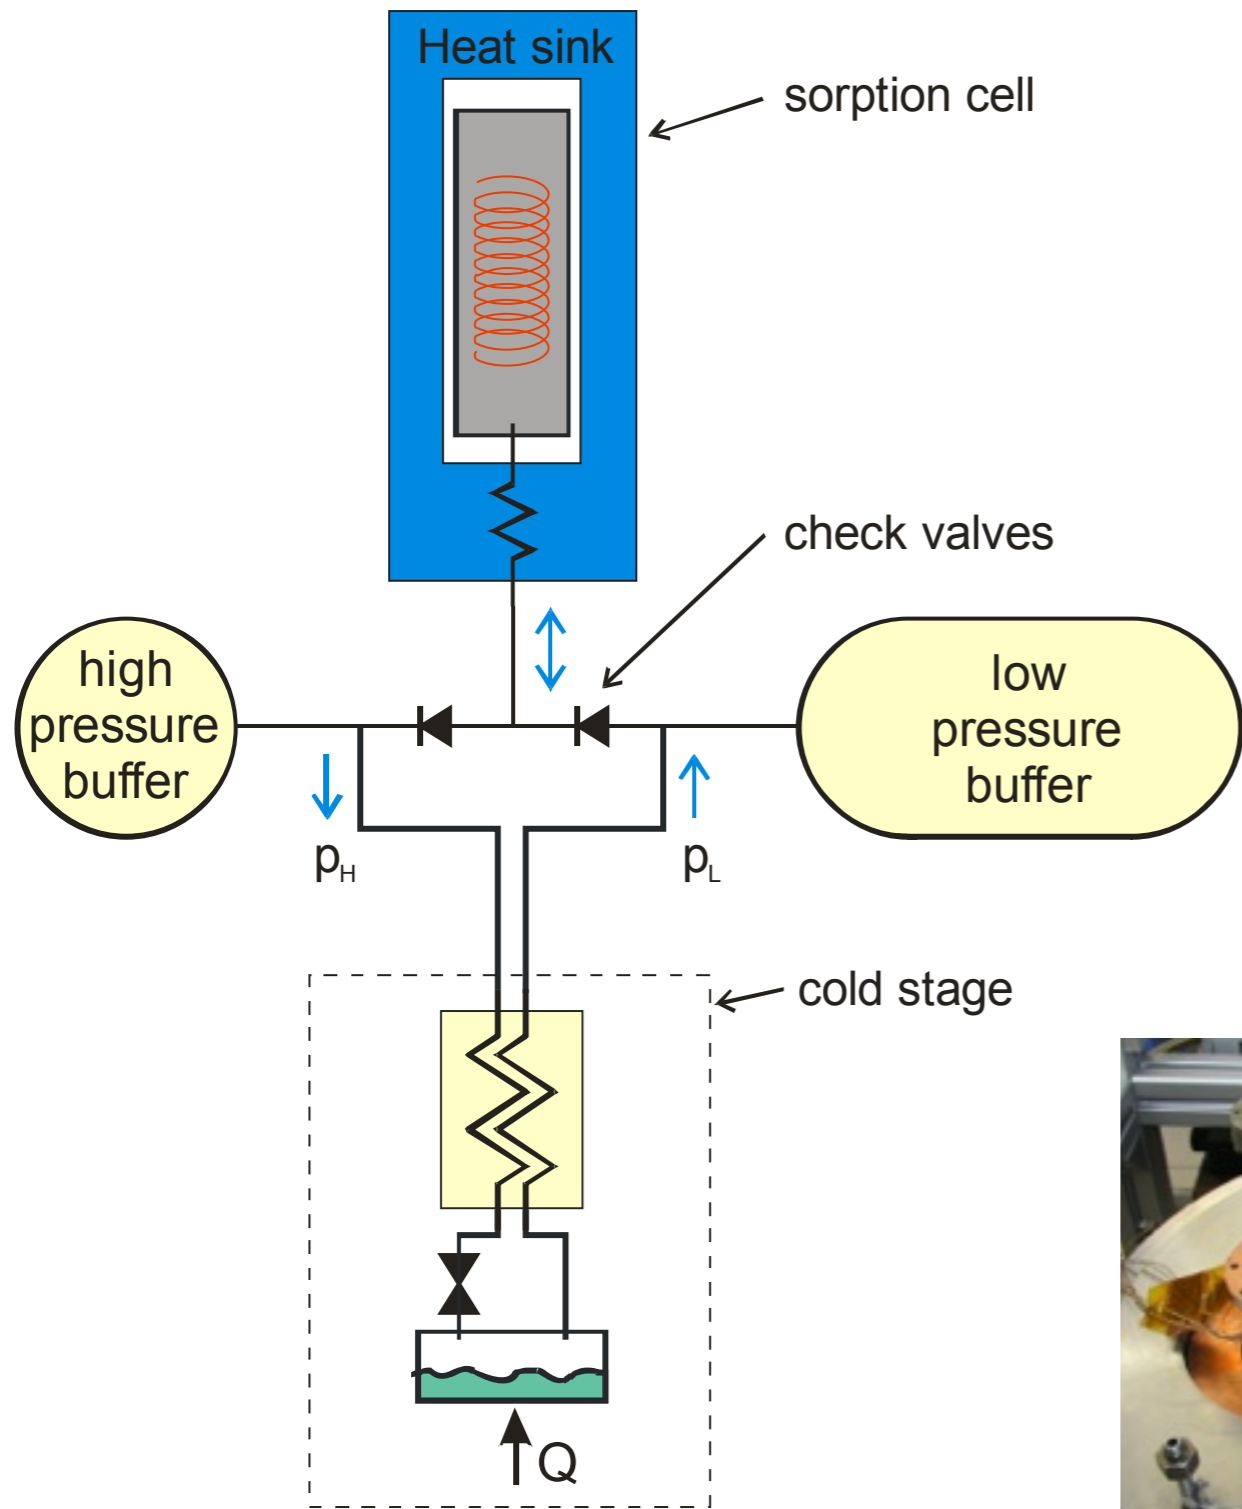 Heat sink
sorption cell
check valves
high
pressure
buffer
low
pressure
buffer
pH
pL
cold stage
Q